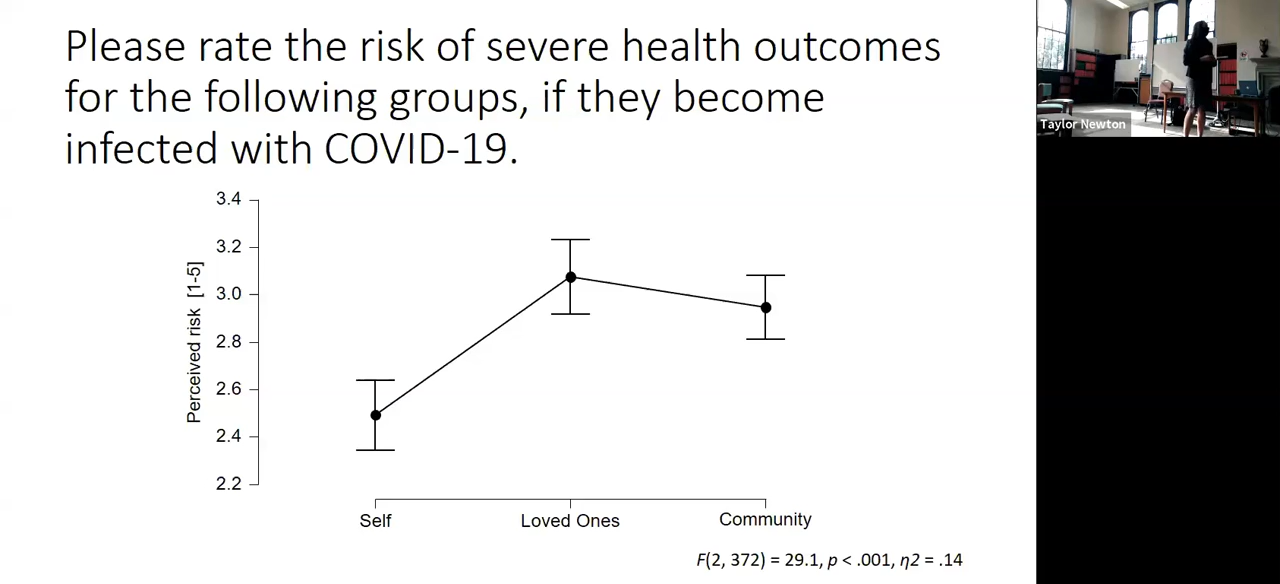 Please rate the risk of severe health outcomes
for the following groups, if they become
infected with COVID-19.
Taylor Newton
3.4
3.2
3.0
2.8
2.6
2.4
2.2
Perceived risk [1-5]
Self
Loved Ones
Community
F(2, 372) = 29.1, p < .001, η2 = .14